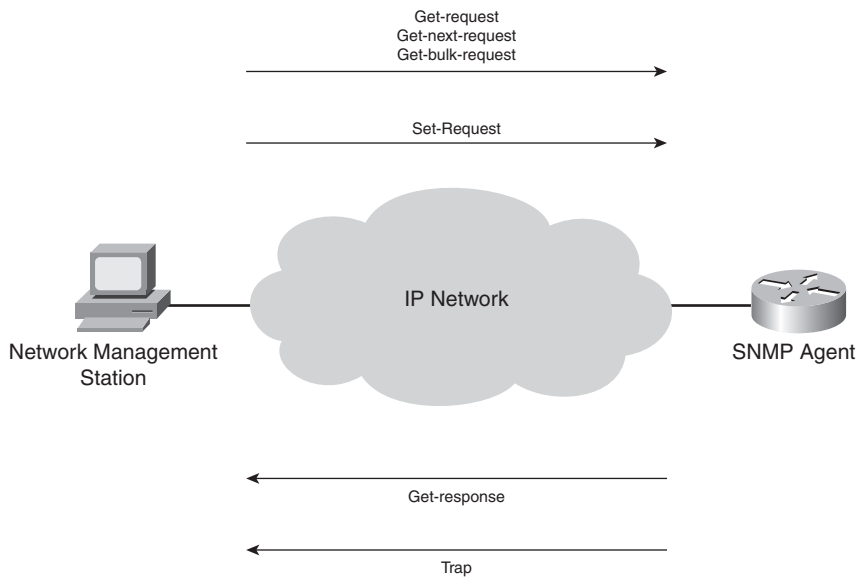 Get-request
Get-next-request
Get-bulk-request
Set-Request
IP Network
Network Management
Station
SNMP Agent
Get-response
Trap